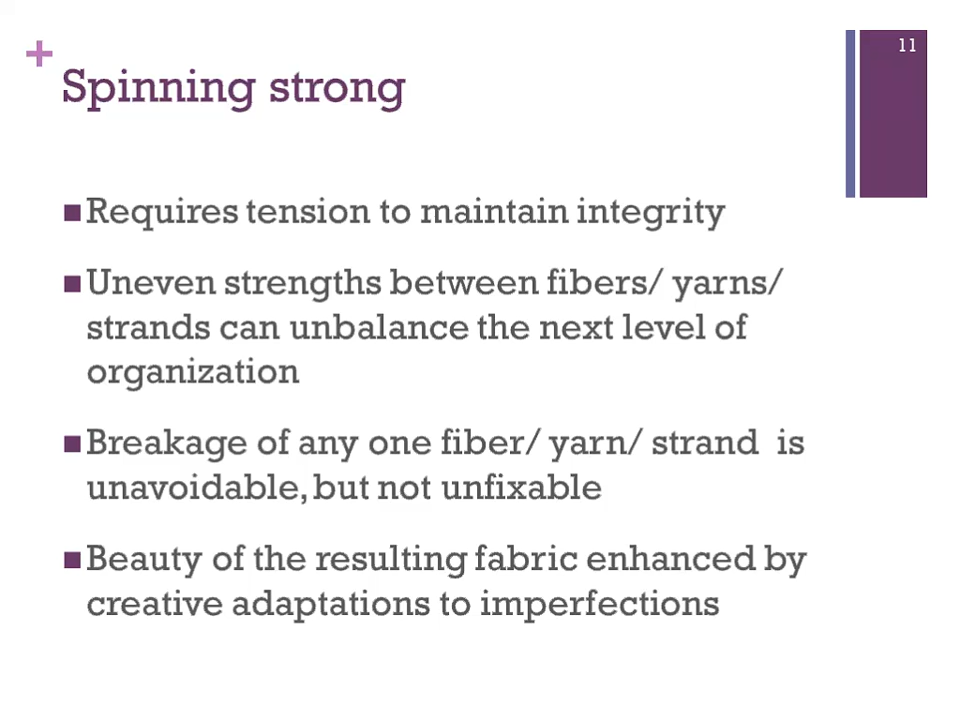 11
+
Spinning strong
■ Requires tension to maintain integrity
■ Uneven strengths between fibers/ yarns/
strands can unbalance the next level of
organization
■ Breakage of any one fiber/ yarn/ strand  is
unavoidable, but not unfixable
■ Beauty of the resulting fabric enhanced by
creative adaptations to imperfections